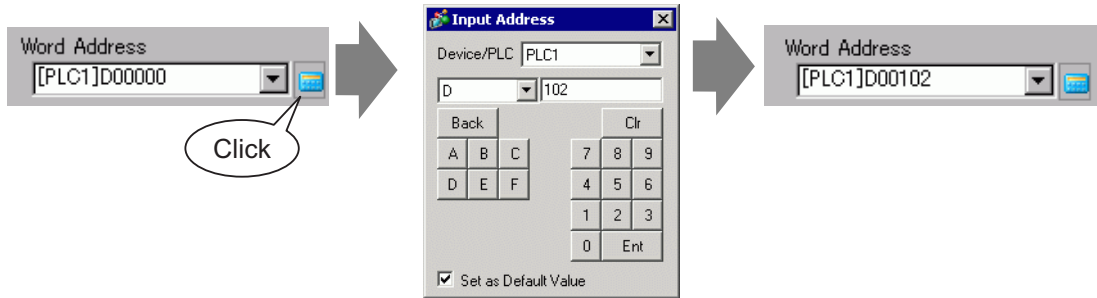 Word Address
[PLC1]D00000
Click
Input Address
Device/PLC PLC1
D 102
Back Clr
A B C 7 8 9
D E F 4 5 6
1 2 3
0 Ent
Set as Default Value
Word Address
[PLC1]D00102